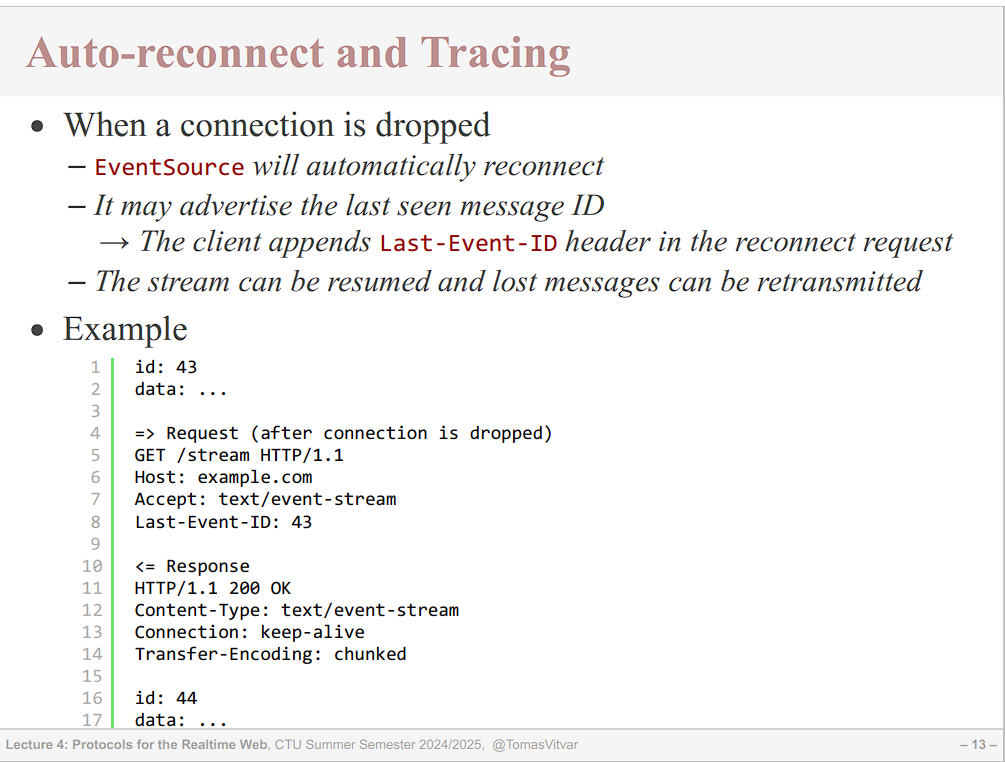 Auto-reconnect and Tracing
• When a connection is dropped
– EventSource will automatically reconnect
– It may advertise the last seen message ID
→ The client appends Last-Event-ID header in the reconnect request
– The stream can be resumed and lost messages can be retransmitted
• Example
1 id: 43
2 data: ...
3
4 => Request (after connection is dropped)
5 GET /stream HTTP/1.1
6 Host: example.com
7 Accept: text/event-stream
8 Last-Event-ID: 43
9
10 <= Response
11 HTTP/1.1 200 OK
12 Content-Type: text/event-stream
13 Connection: keep-alive
14 Transfer-Encoding: chunked
15
16 id: 44
17 data: ...
Lecture 4: Protocols for the Realtime Web, CTU Summer Semester 2024/2025, @TomasVitvar – 13 –